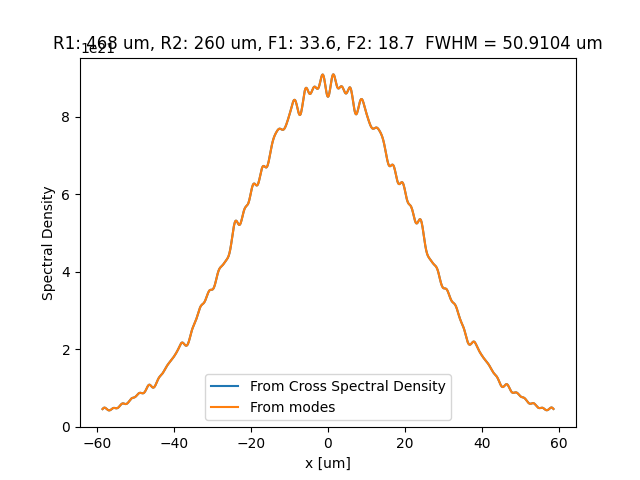 R1: 468 um, R2: 260 um, F1: 33.6, F2: 18.7  FWHM = 50.9104 um
1e21
8
6
4
2
0
Spectral Density
From Cross Spectral Density
From modes
−60 −40 −20 0 20 40 60
x [um]